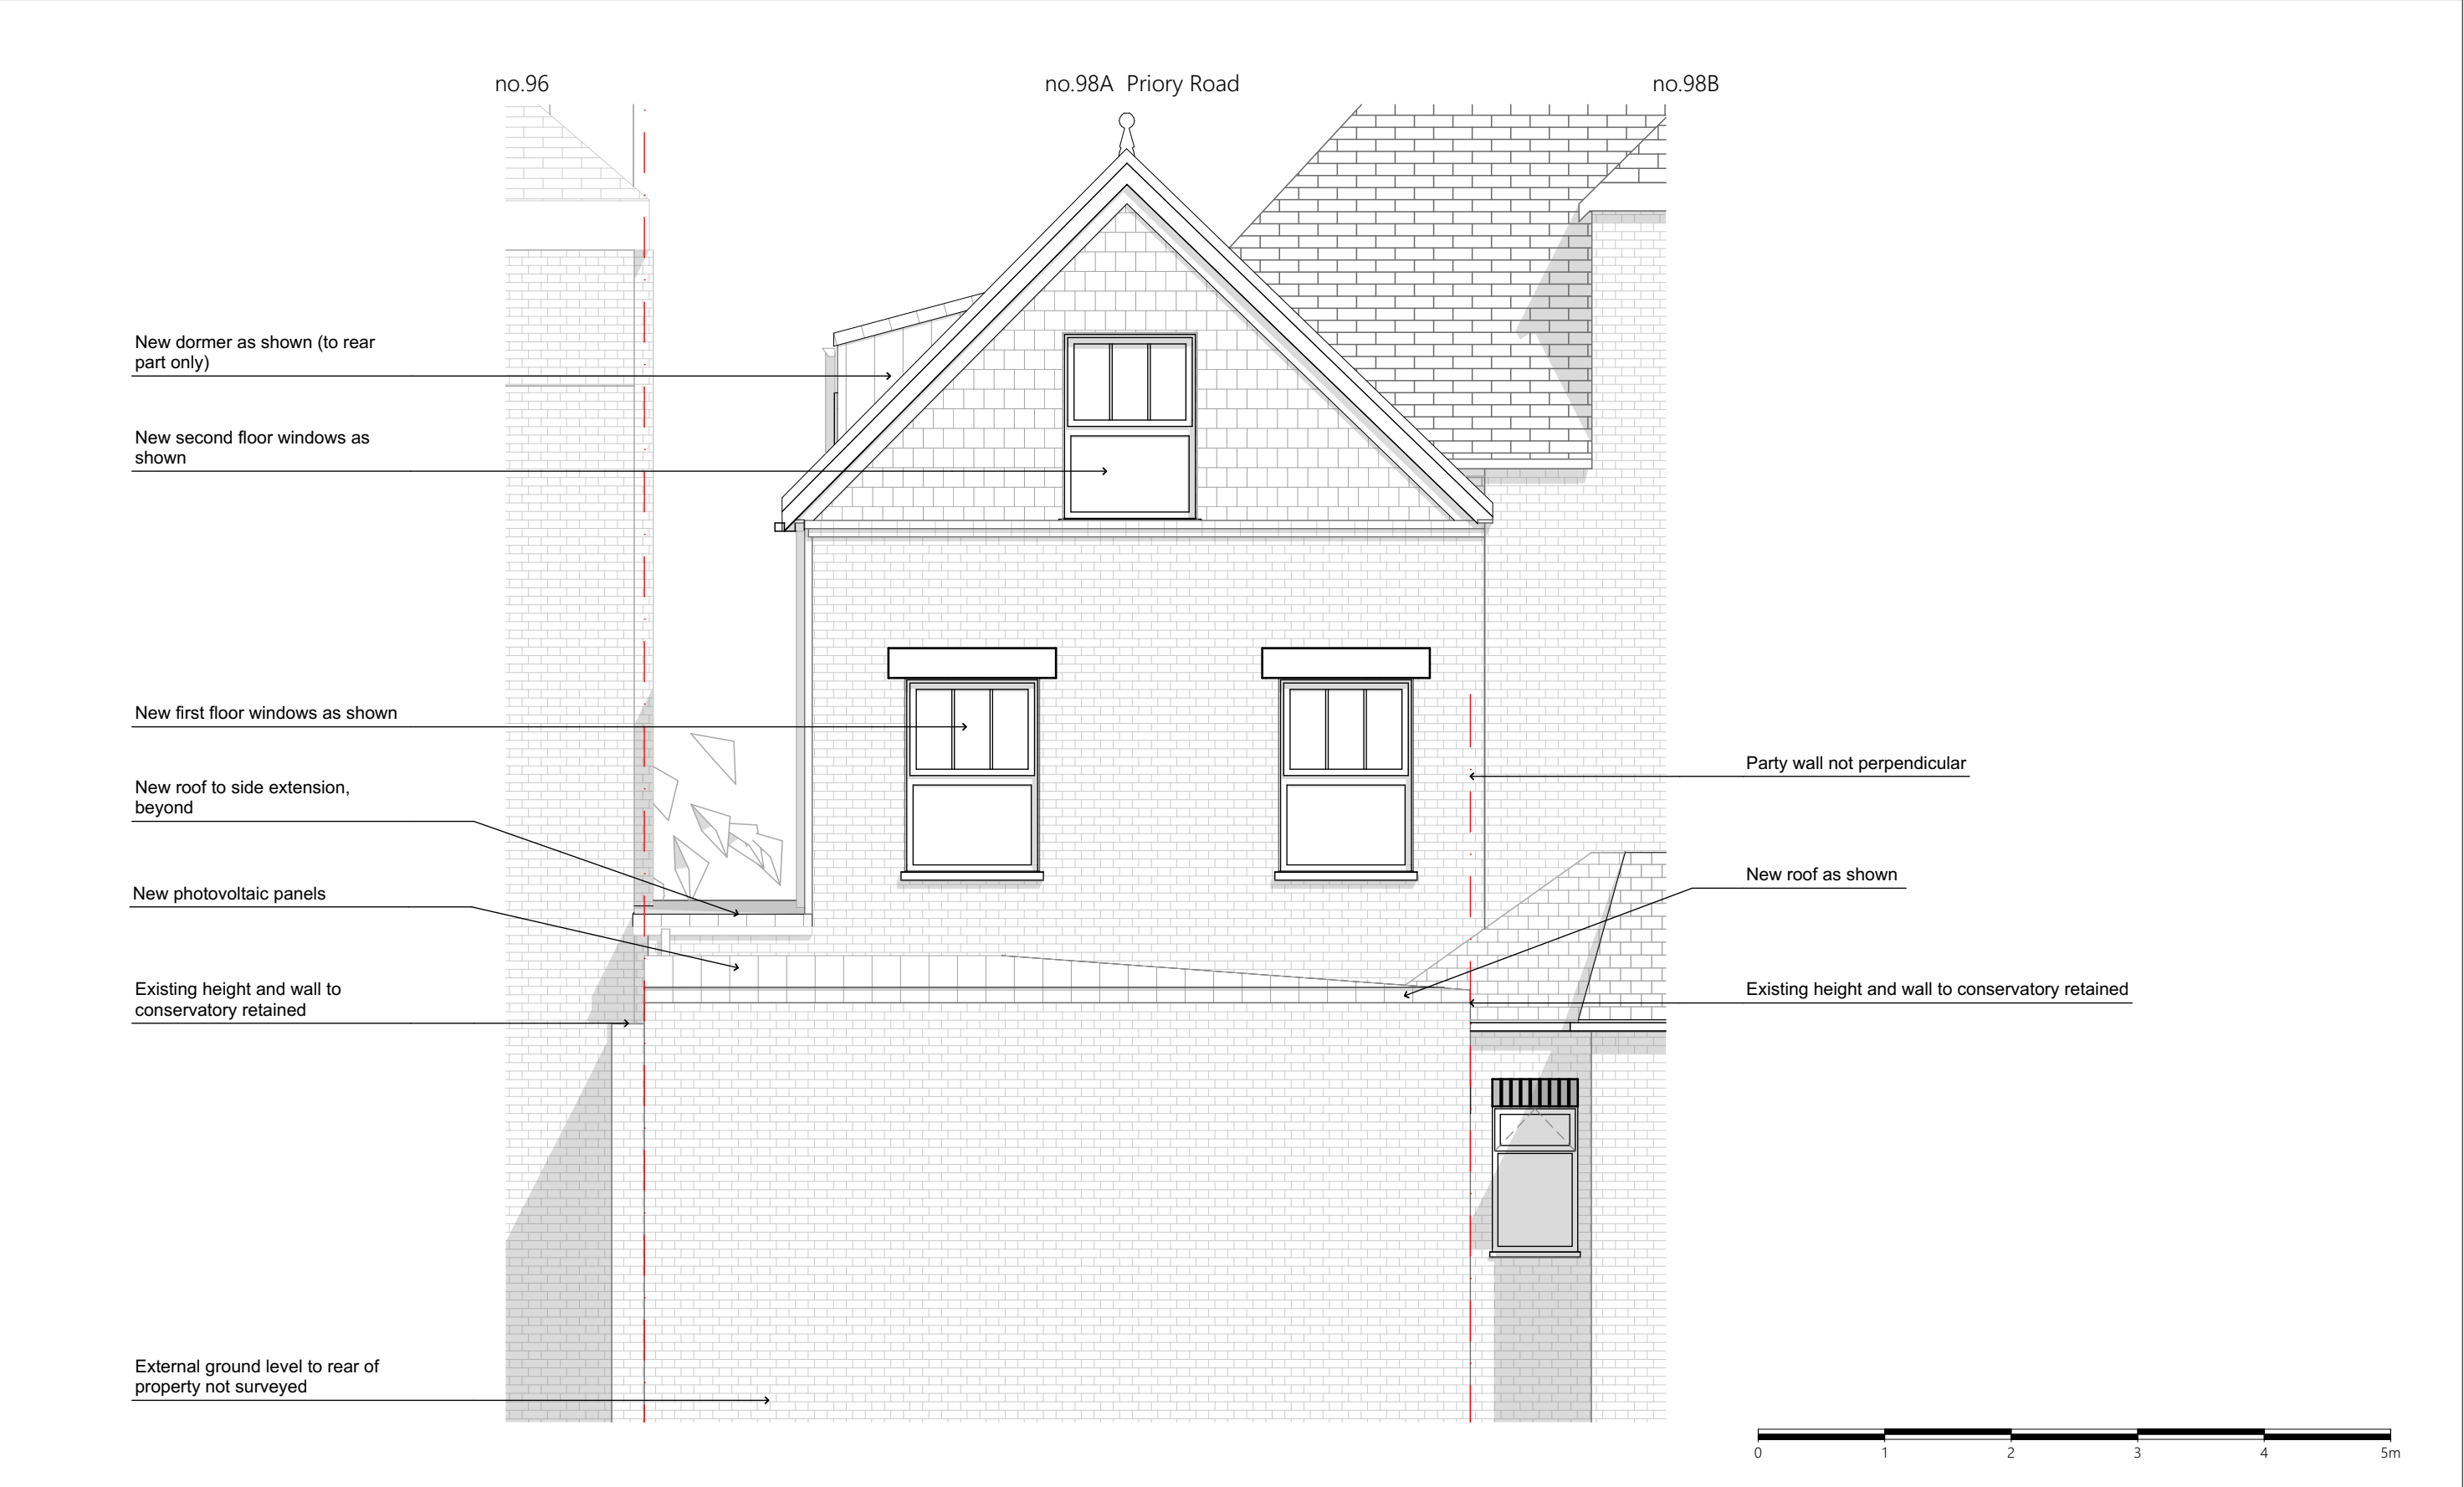 no.96
no.98A Priory Road
no.98B
New dormer as shown (to rear
part only)
New second floor windows as
shown
New first floor windows as shown
New roof to side extension,
beyond
New photovoltaic panels
Existing height and wall to
conservatory retained
External ground level to rear of
property not surveyed
Party wall not perpendicular
New roof as shown
Existing height and wall to conservatory retained
0 1 2 3 4 5m